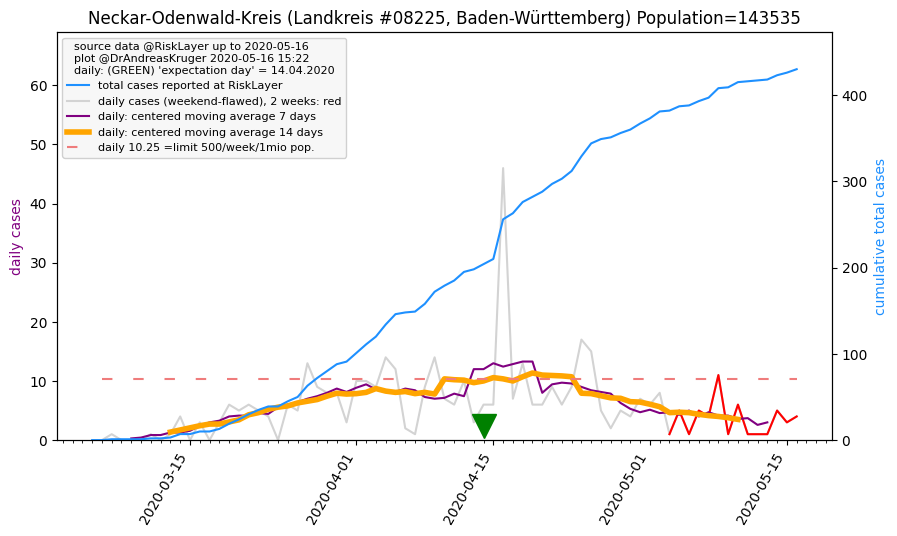 Neckar-Odenwald-Kreis (Landkreis #08225, Baden-Württemberg) Population=143535
source data @RiskLayer up to 2020-05-16
plot @DrAndreasKruger 2020-05-16 15:22
daily: (GREEN) 'expectation day' = 14.04.2020
total cases reported at RiskLayer
daily cases (weekend-flawed), 2 weeks: red
daily: centered moving average 7 days
daily: centered moving average 14 days
daily 10.25 =limit 500/week/1mio pop.
daily cases
60
50
40
30
20
10
0
cumulative total cases
400
300
200
100
0
2020-03-15
2020-04-01
2020-04-15
2020-05-01
2020-05-15